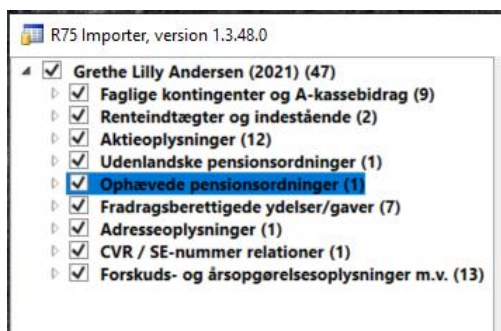 R75 Importer, version 1.3.48.0
Grethe Lilly Andersen (2021) (47)
Faglige kontingenter og A-kassebidrag (9)
Renteindtægter og indestående (2)
Aktieoplysninger (12)
Udenlandske pensionsordninger (1)
Ophævede pensionsordninger (1)
Fradragsberettigede ydelser/gaver (7)
Adresseoplysninger (1)
CVR / SE-nummer relationer (1)
Forskuds- og årsopgørelsesoplysninger m.v. (13)